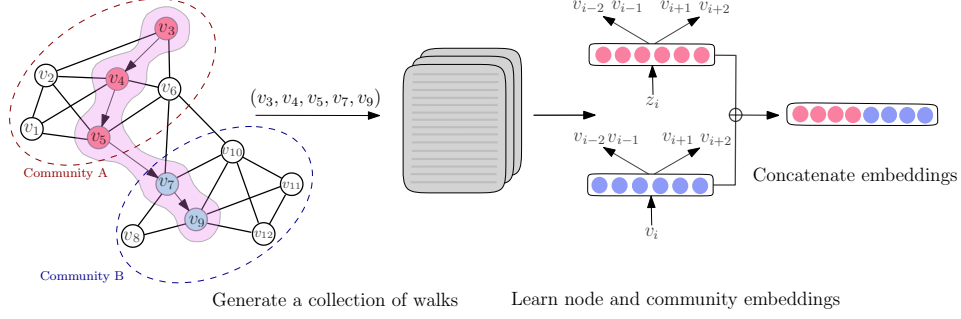 v3
v2
v4
v6
v1
v5
Community A
v10
v7
v11
v9
v8
v12
Community B
(v3, v4, v5, v7, v9)
Generate a collection of walks
vi−2 vi−1 vi+1 vi+2
zi
vi−2 vi−1 vi+1 vi+2
vi
Learn node and community embeddings
Concatenate embeddings